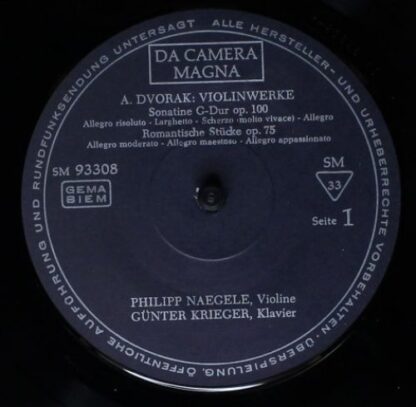 DA CAMERA
MAGNA
A. DVORAK: VIOLINWERKE
Sonatine G-Dur op. 100
Allegro risoluto - Larghetto - Scherzo (molto vivace) - Allegro
Romantische Stücke op. 75
Allegro moderato - Allegro maestoso - Allegro appassionato
SM 93308
GEMA
BIEM
SM
33
Seite 1
PHILIPP NAEGELE, Violine
GÜNTER KRIEGER, Klavier
ALLE HERSTELLER- UND URHEBERRECHTE VORBEHALTEN · ÜBERSPIELUNG, ÖFFENTLICHE AUFFÜHRUNG UND RUNDFUNKSENDUNG UNTERSAGT